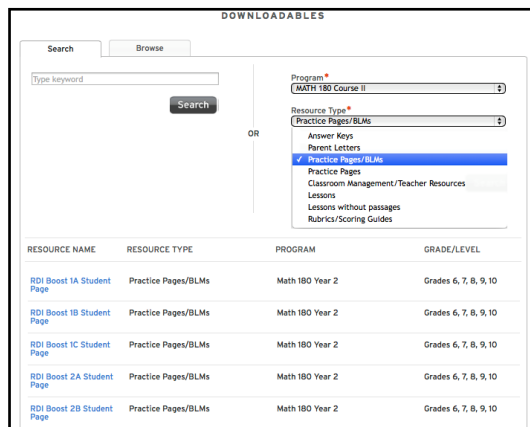 DOWNLOADABLES
Search
Browse
Type keyword
Search
OR
Program*
MATH 180 Course II
Resource Type*
Practice Pages/BLMs
Answer Keys
Parent Letters
✓ Practice Pages/BLMs
Practice Pages
Classroom Management/Teacher Resources
Lessons
Lessons without passages
Rubrics/Scoring Guides
RESOURCE NAME RESOURCE TYPE PROGRAM GRADE/LEVEL
RDI Boost 1A Student Practice Pages/BLMs Math 180 Year 2 Grades 6, 7, 8, 9, 10
Page
RDI Boost 1B Student Practice Pages/BLMs Math 180 Year 2 Grades 6, 7, 8, 9, 10
Page
RDI Boost 1C Student Practice Pages/BLMs Math 180 Year 2 Grades 6, 7, 8, 9, 10
Page
RDI Boost 2A Student Practice Pages/BLMs Math 180 Year 2 Grades 6, 7, 8, 9, 10
Page
RDI Boost 2B Student Practice Pages/BLMs Math 180 Year 2 Grades 6, 7, 8, 9, 10
Page